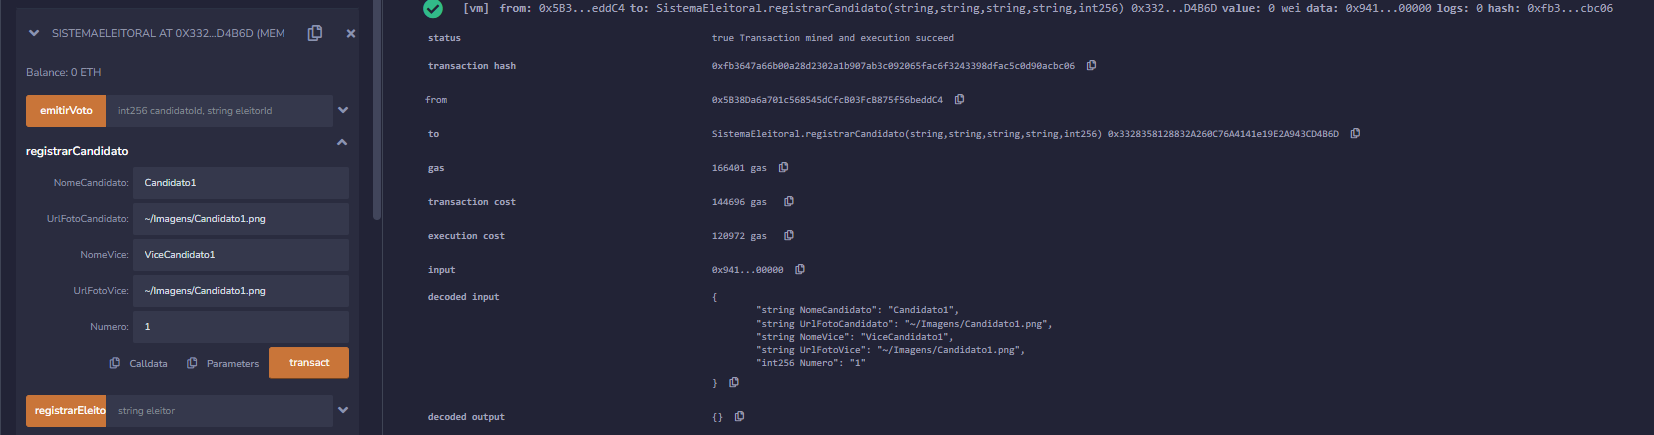 SISTEMAELEITORAL AT 0X332...D4B6D (MEM
Balance: 0 ETH
emitirVoto int256 candidatoId, string eleitorId
registrarCandidato
NomeCandidato: Candidato1
UrlFotoCandidato: ~/Imagens/Candidato1.png
NomeVice: ViceCandidato1
UrlFotoVice: ~/Imagens/Candidato1.png
Numero: 1
Calldata Parameters transact
registrarEleito string eleitor
[vm] from: 0x5B3...eddC4 to: SistemaEleitoral.registrarCandidato(string,string,string,string,int256) 0x332...D4B6D value: 0 wei data: 0x941...00000 logs: 0 hash: 0xfb3...cbc06
status true Transaction mined and execution succeed
transaction hash 0xfb3647a66b00a28d2302a1b907ab3c092065fac6f3243398dfac5c0d90acbc06
from 0x5B38Da6a701c568545dCfcB03FcB875f56beddC4
to SistemaEleitoral.registrarCandidato(string,string,string,string,int256) 0x3328358128832A260C76A4141e19E2A943CD4B6D
gas 166401 gas
transaction cost 144696 gas
execution cost 120972 gas
input 0x941...00000
decoded input {
"string NomeCandidato": "Candidato1",
"string UrlFotoCandidato": "~/Imagens/Candidato1.png",
"string NomeVice": "ViceCandidato1",
"string UrlFotoVice": "~/Imagens/Candidato1.png",
"int256 Numero": "1"
}
decoded output {}